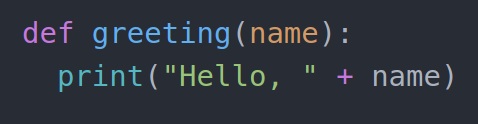 def greeting(name):
  print("Hello, " + name)